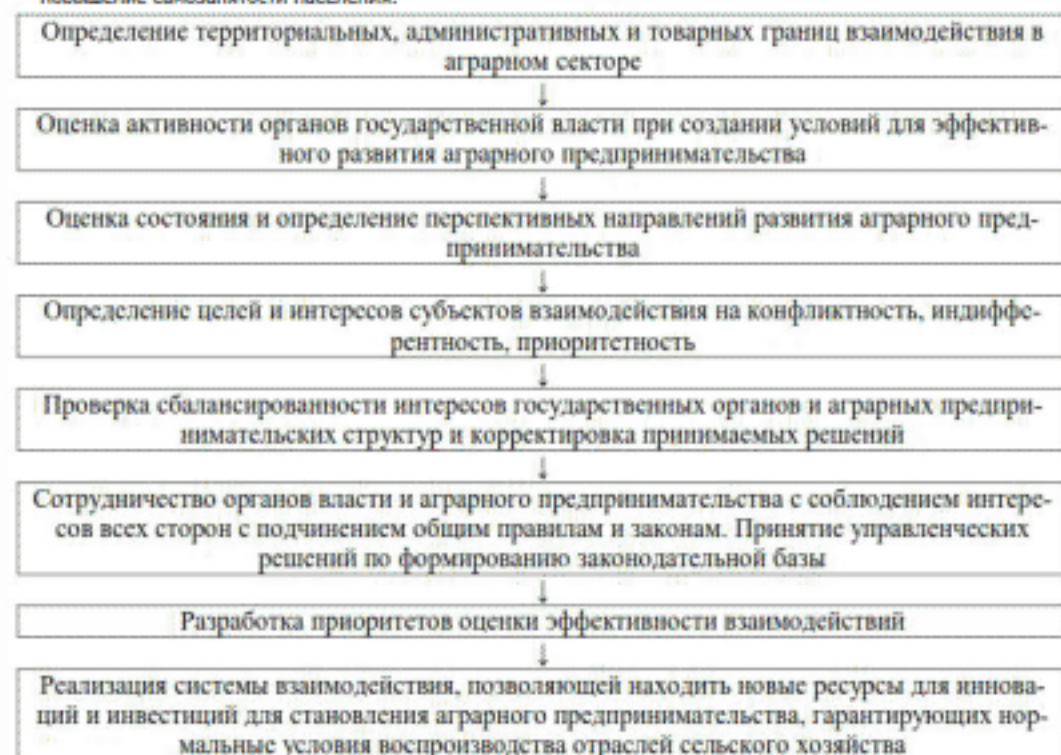 повышение самозанятости населения.
Определение территориальных, административных и товарных границ взаимодействия в
аграрном секторе
↓
Оценка активности органов государственной власти при создании условий для эффектив-
ного развития аграрного предпринимательства
↓
Оценка состояния и определение перспективных направлений развития аграрного пред-
принимательства
↓
Определение целей и интересов субъектов взаимодействия на конфликтность, индиффе-
рентность, приоритетность
↓
Проверка сбалансированности интересов государственных органов и аграрных предпри-
нимательских структур и корректировка принимаемых решений
↓
Сотрудничество органов власти и аграрного предпринимательства с соблюдением интере-
сов всех сторон с подчинением общим правилам и законам. Принятие управленческих
решений по формированию законодательной базы
↓
Разработка приоритетов оценки эффективности взаимодействий
↓
Реализация системы взаимодействия, позволяющей находить новые ресурсы для иннова-
ций и инвестиций для становления аграрного предпринимательства, гарантирующих нор-
мальные условия воспроизводства отраслей сельского хозяйства